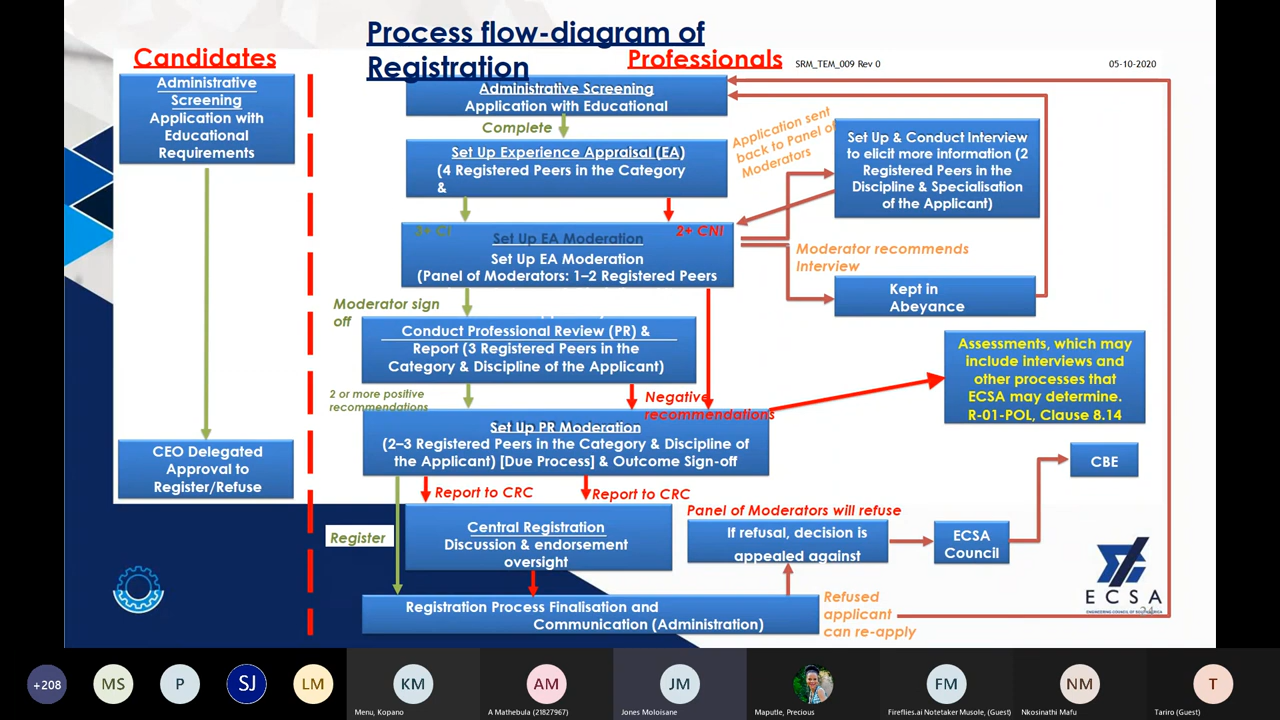 Process flow-diagram of
Registration
Candidates
Professionals
SRM_TEM_009 Rev 0
05-10-2020
Administrative
Screening
Application with
Educational
Requirements
CEO Delegated
Approval to
Register/Refuse
Administrative Screening
Application with Educational
Complete
Set Up Experience Appraisal (EA)
(4 Registered Peers in the Category
&
Application sent
back to Panel of
Moderators
Set Up & Conduct Interview
to elicit more information (2
Registered Peers in the
Discipline & Specialisation
of the Applicant)
3+ CI
2+ CNI
Set Up EA Moderation
Set Up EA Moderation
(Panel of Moderators: 1–2 Registered Peers
Moderator recommends
Interview
Kept in
Abeyance
Moderator sign
off
Conduct Professional Review (PR) &
Report (3 Registered Peers in the
Category & Discipline of the Applicant)
Assessments, which may
include interviews and
other processes that
ECSA may determine.
R-01-POL, Clause 8.14
2 or more positive
recommendations
Negative
recommendations
Set Up PR Moderation
(2–3 Registered Peers in the Category & Discipline of
the Applicant) [Due Process] & Outcome Sign-off
CBE
Report to CRC
Report to CRC
Panel of Moderators will refuse
Register
Central Registration
Discussion & endorsement
oversight
If refusal, decision is
appealed against
ECSA
Council
Registration Process Finalisation and
Communication (Administration)
Refused
applicant
can re-apply
ECSA
ENGINEERING COUNCIL OF SOUTH AFRICA
24
+208
MS
P
SJ
LM
KM
AM
JM
FM
NM
T
Menu, Kopano
A Mathebula (21827967)
Jones Moloisane
Maputle, Precious
Fireflies.ai Notetaker Musole, (Guest)
Nkosinathi Mafu
Tariro (Guest)